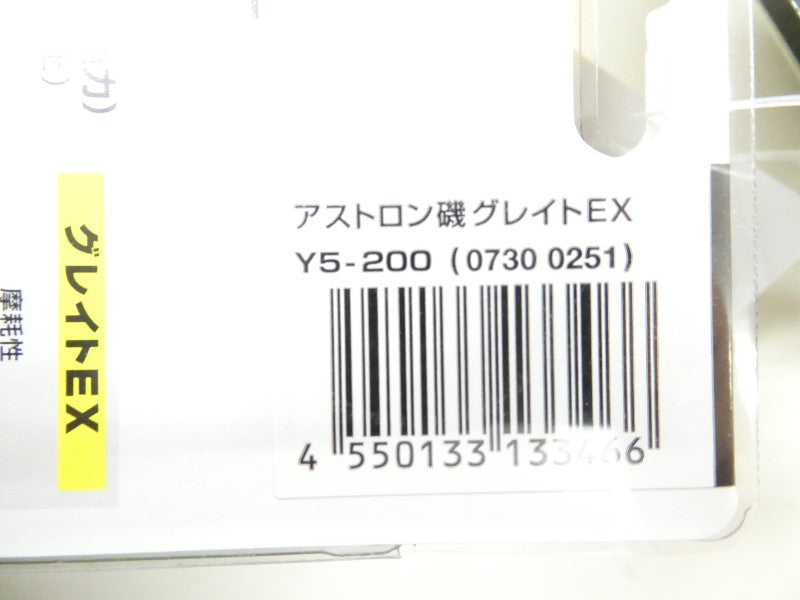 アストロン磯グレイトEX
Y5-200 (0730 0251)
4 550133 133466
グレイトEX
摩耗性
力)